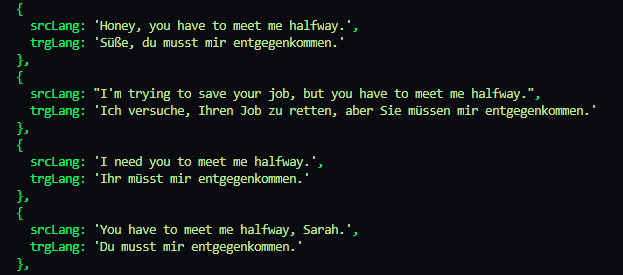 {
srcLang: 'Honey, you have to meet me halfway.',
trgLang: 'Süße, du musst mir entgegenkommen.'
},
{
srcLang: "I'm trying to save your job, but you have to meet me halfway.",
trgLang: 'Ich versuche, Ihren Job zu retten, aber Sie müssen mir entgegenkommen.'
},
{
srcLang: 'I need you to meet me halfway.',
trgLang: 'Ihr müsst mir entgegenkommen.'
},
{
srcLang: 'You have to meet me halfway, Sarah.',
trgLang: 'Du musst mir entgegenkommen.'
},